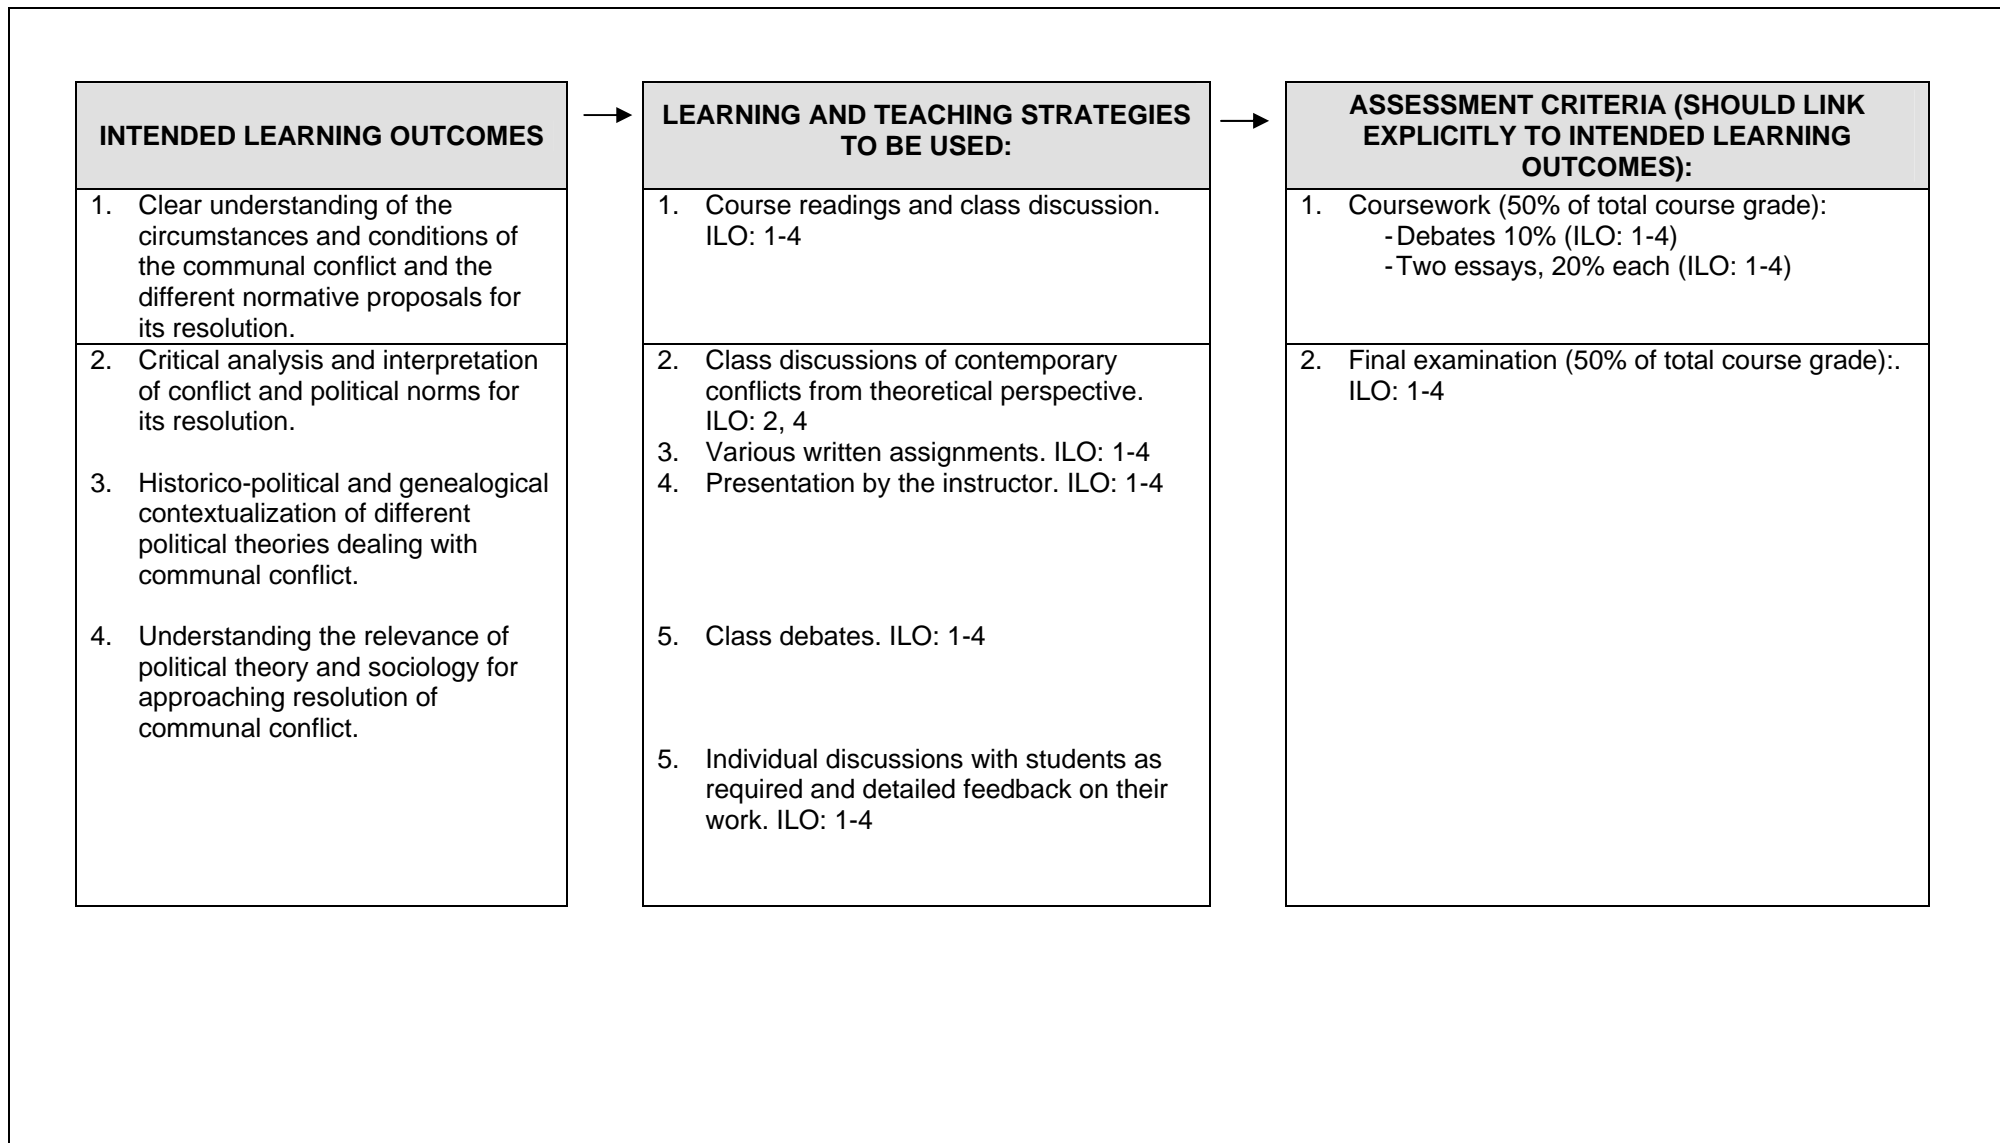 INTENDED LEARNING OUTCOMES
1. Clear understanding of the
circumstances and conditions of
the communal conflict and the
different normative proposals for
its resolution.
2. Critical analysis and interpretation
of conflict and political norms for
its resolution.
3. Historico-political and genealogical
contextualization of different
political theories dealing with
communal conflict.
4. Understanding the relevance of
political theory and sociology for
approaching resolution of
communal conflict.
LEARNING AND TEACHING STRATEGIES
TO BE USED:
1. Course readings and class discussion.
ILO: 1-4
2. Class discussions of contemporary
conflicts from theoretical perspective.
ILO: 2, 4
3. Various written assignments. ILO: 1-4
4. Presentation by the instructor. ILO: 1-4
5. Class debates. ILO: 1-4
5. Individual discussions with students as
required and detailed feedback on their
work. ILO: 1-4
ASSESSMENT CRITERIA (SHOULD LINK
EXPLICITLY TO INTENDED LEARNING
OUTCOMES):
1. Coursework (50% of total course grade):
- Debates 10% (ILO: 1-4)
- Two essays, 20% each (ILO: 1-4)
2. Final examination (50% of total course grade):.
ILO: 1-4